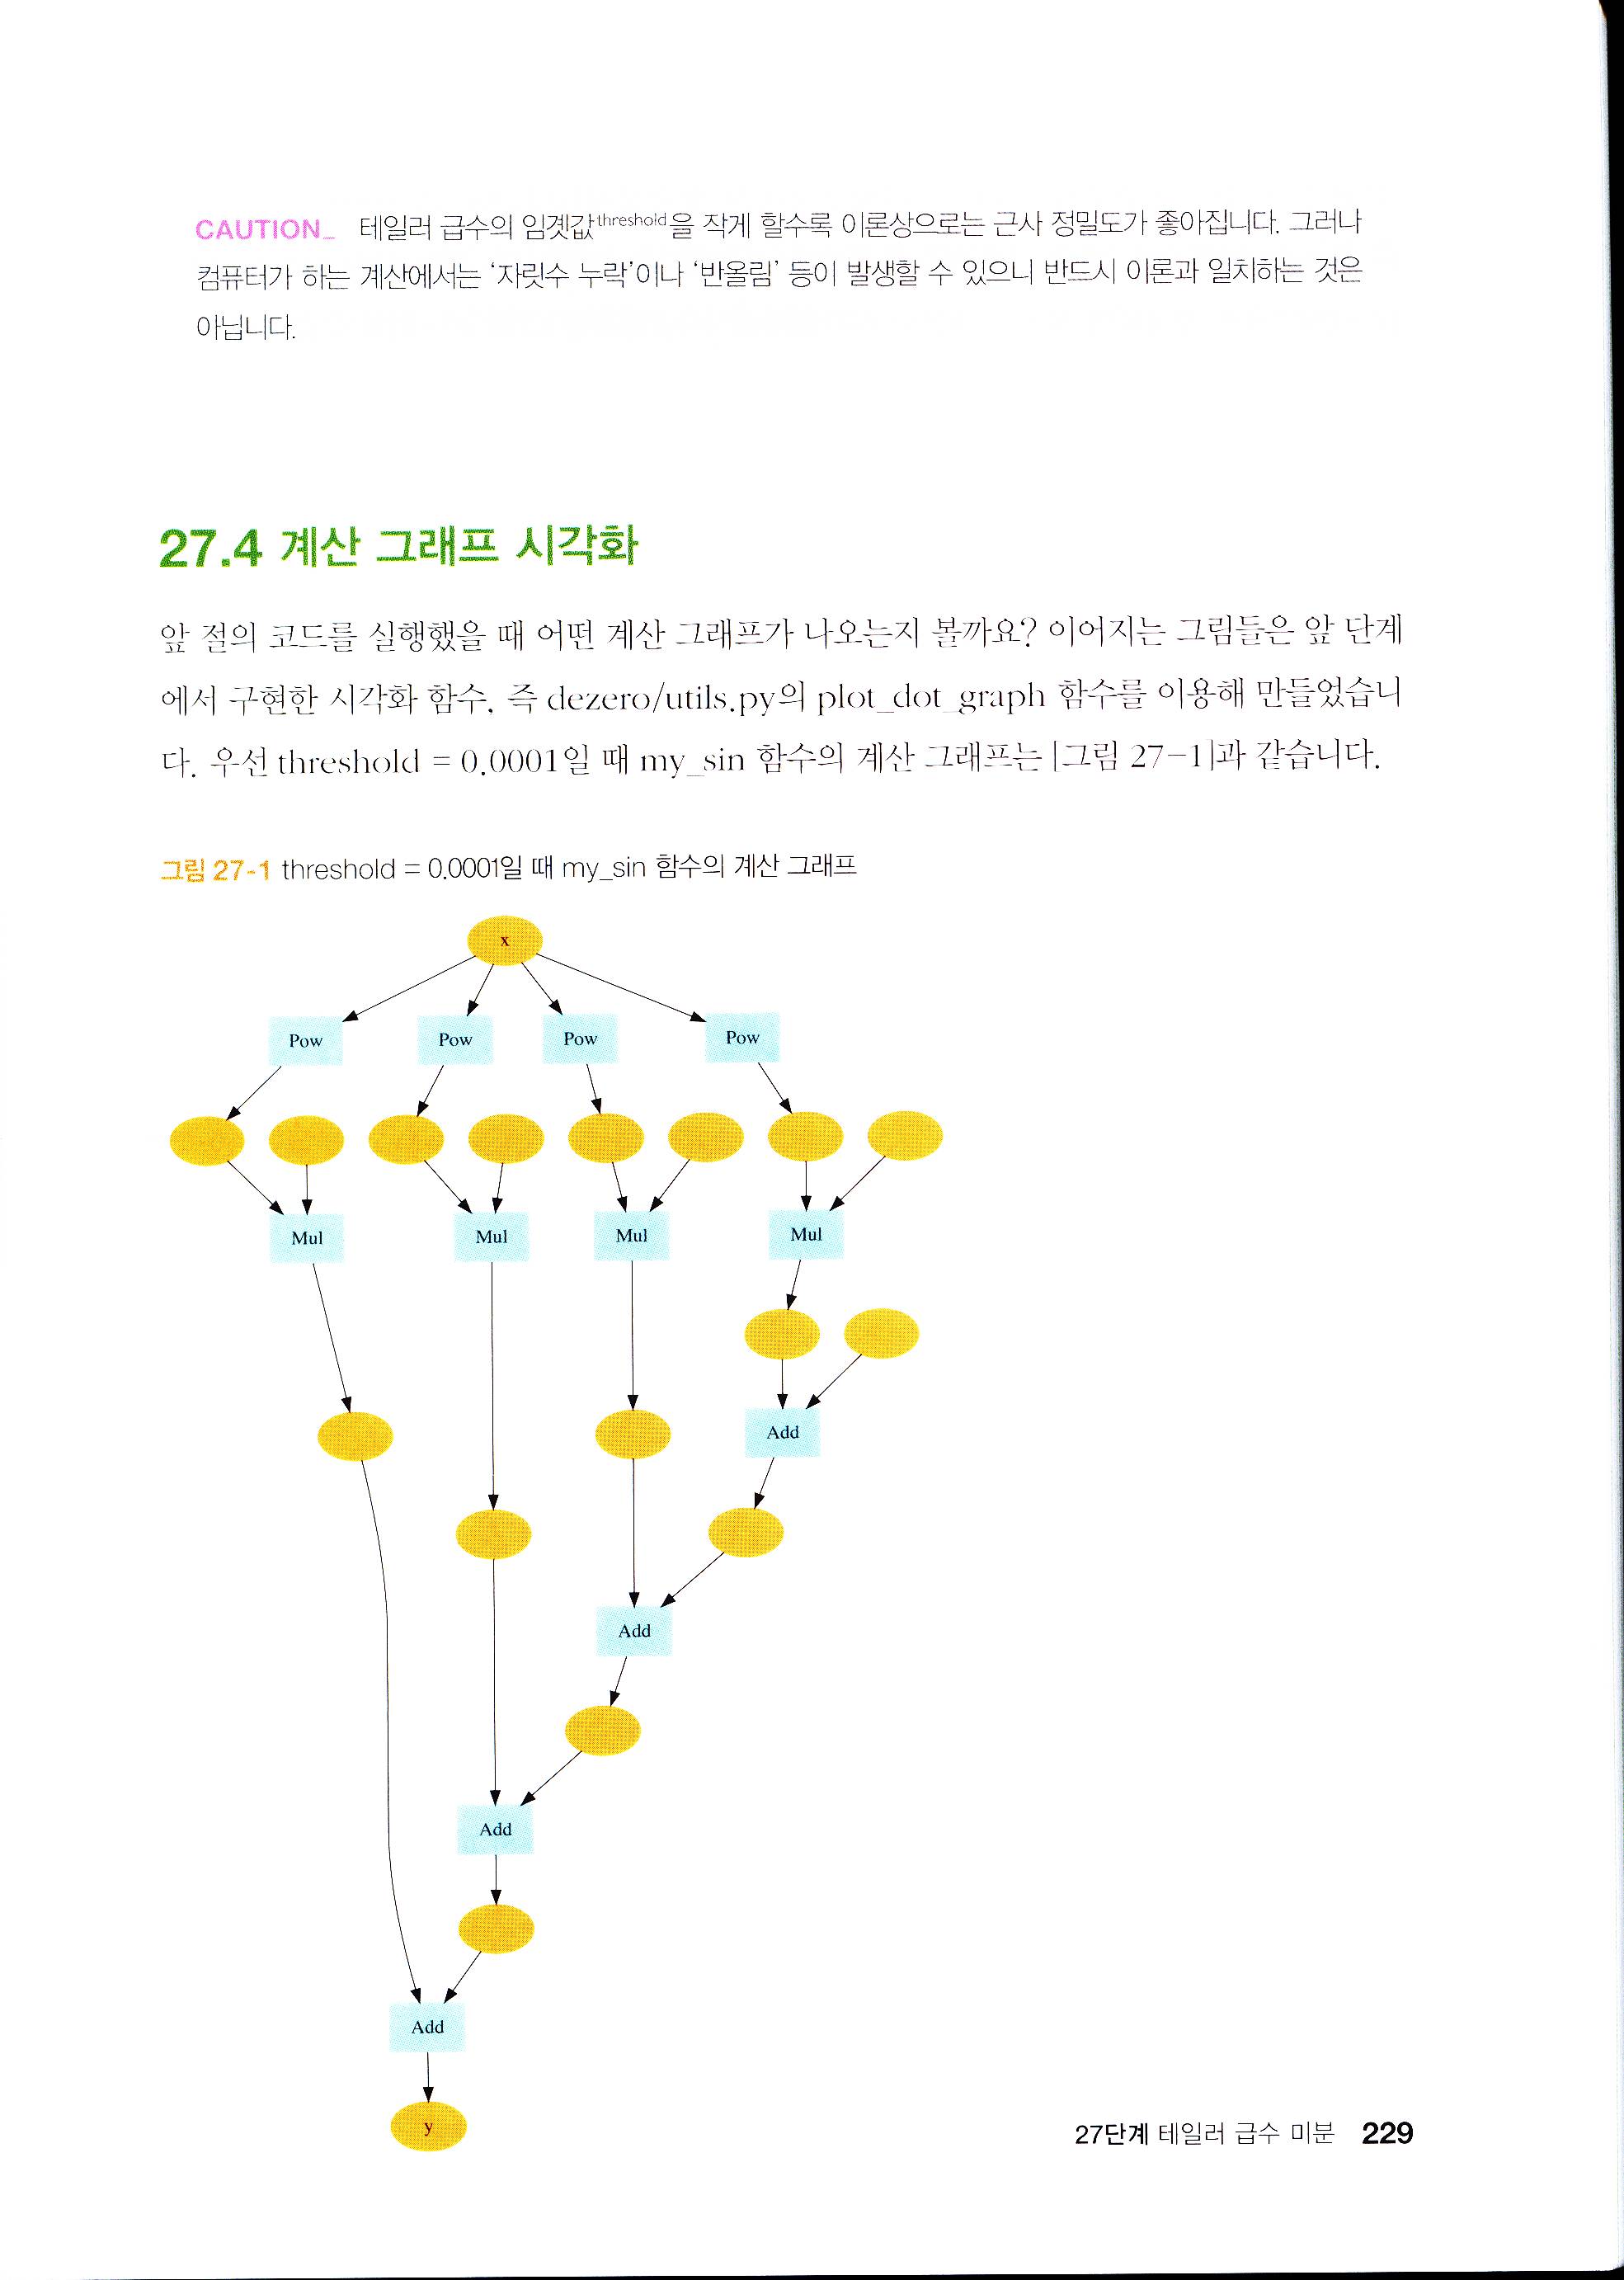 CAUTION_ 테일러 급수의 임곗값threshold을 작게 할수록 이론상으로는 근사 정밀도가 좋아집니다. 그러나
컴퓨터가 하는 계산에서는 ‘자릿수 누락’이나 ‘반올림’ 등이 발생할 수 있으니 반드시 이론과 일치하는 것은
아닙니다.
27.4 계산 그래프 시각화
앞 절의 코드를 실행했을 때 어떤 계산 그래프가 나오는지 볼까요? 이어지는 그림들은 앞 단계
에서 구현한 시각화 함수, 즉 dezero/utils.py의 plot_dot_graph 함수를 이용해 만들었습니
다. 우선 threshold = 0.0001일 때 my_sin 함수의 계산 그래프는 [그림 27-1]과 같습니다.
그림 27-1 threshold = 0.0001일 때 my_sin 함수의 계산 그래프
x
Pow Pow Pow Pow
Mul Mul Mul Mul
Add
Add
Add
Add
y
27단계 테일러 급수 미분 229